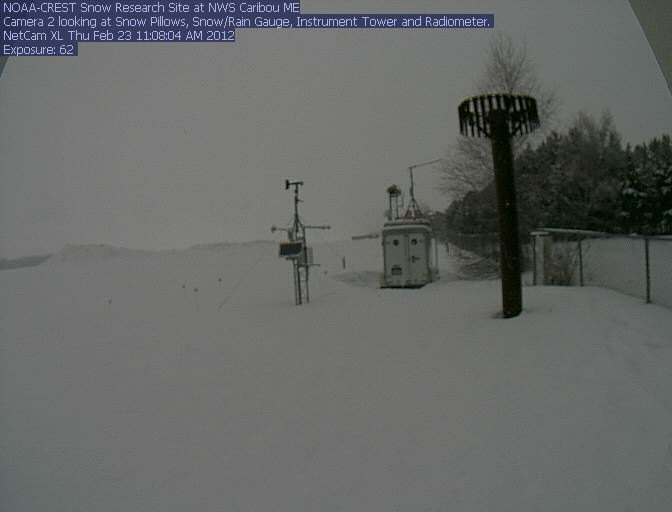 NOAA-CREST Snow Research Site at NWS Caribou ME
Camera 2 looking at Snow Pillows, Snow/Rain Gauge, Instrument Tower and Radiometer.
NetCam XL Thu Feb 23 11:08:04 AM 2012
Exposure: 62